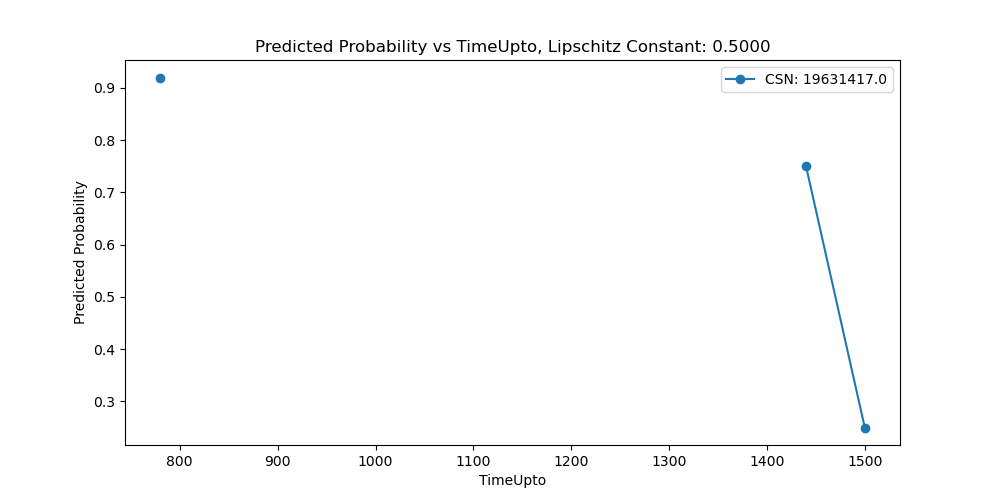 Predicted Probability vs TimeUpto, Lipschitz Constant: 0.5000
CSN: 19631417.0
Predicted Probability
0.9
0.8
0.7
0.6
0.5
0.4
0.3
800 900 1000 1100 1200 1300 1400 1500
TimeUpto